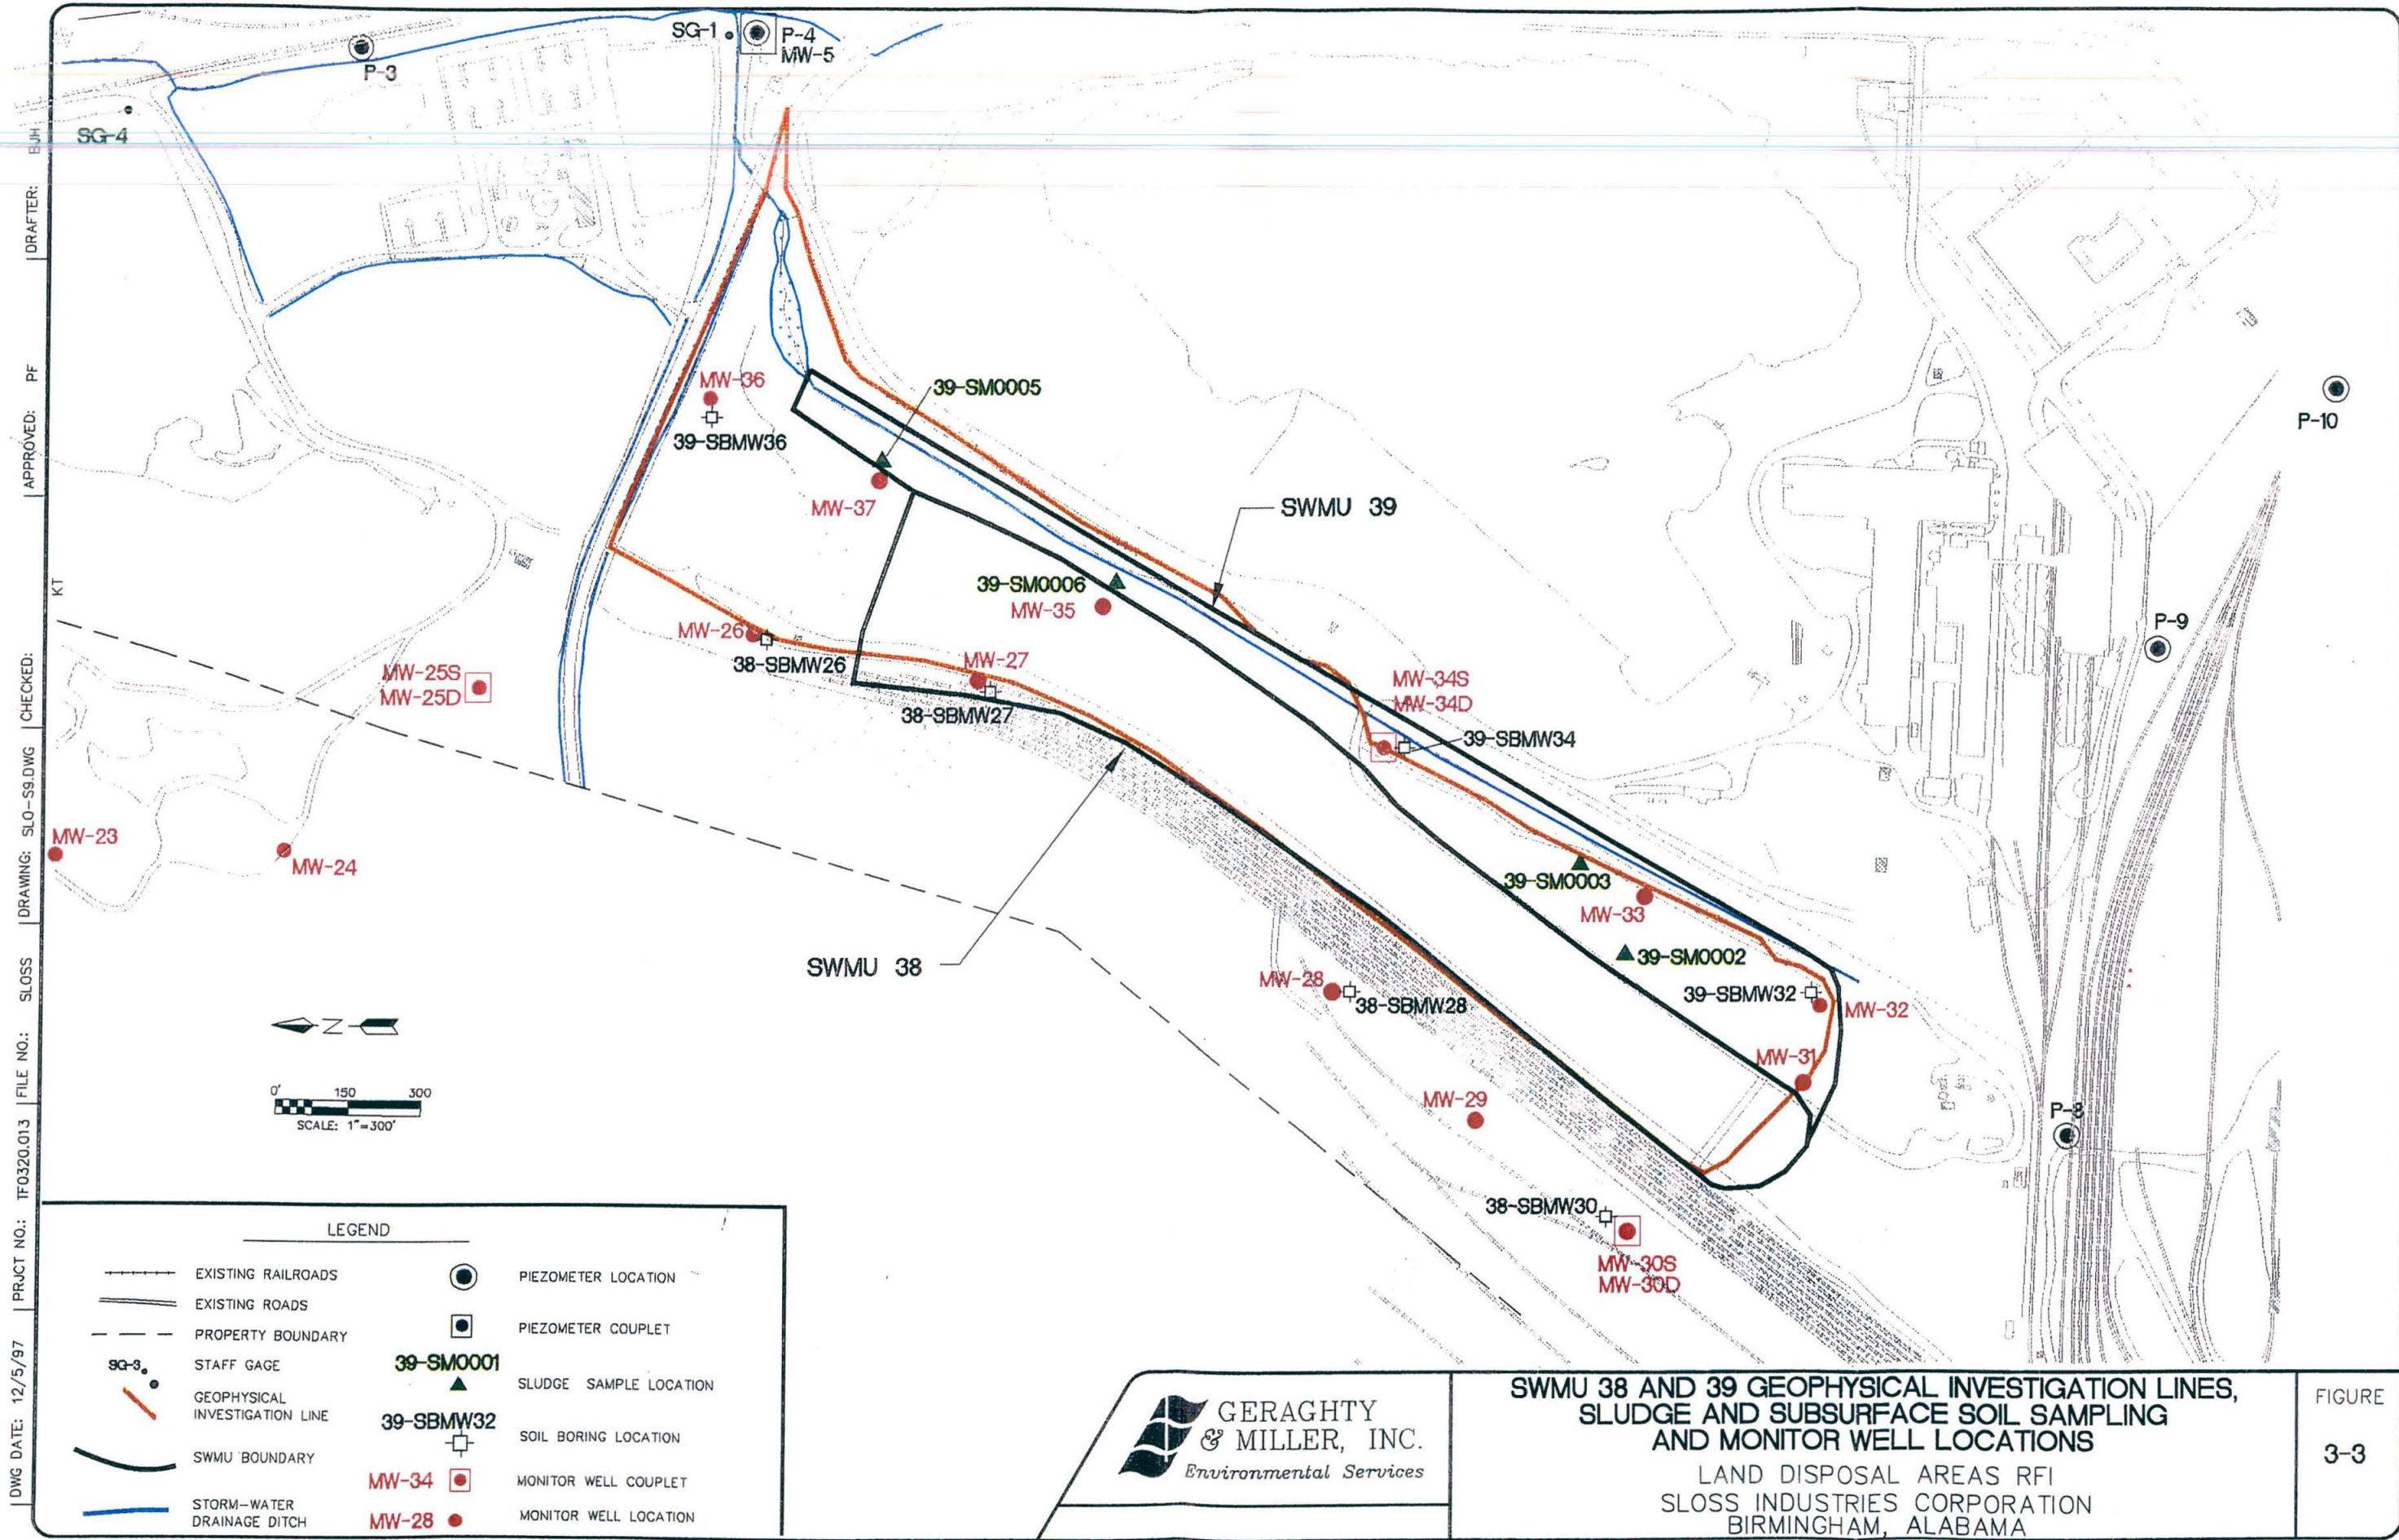 SG-1
P-4
MW-5
P-3
SG-4
MW-36
39-SBMW36
39-SM0005
MW-37
SWMU 39
P-10
39-SM0006
MW-35
MW-26
38-SBMW26
MW-27
38-SBMW27
MW-25S
MW-25D
MW-34S
MW-34D
39-SBMW34
P-9
MW-23
MW-24
39-SM0003
MW-33
39-SM0002
SWMU 38
MW-28
38-SBMW28
39-SBMW32
MW-32
MW-31
MW-29
P-8
38-SBMW30
MW-30S
MW-30D
N
0' 150 300
SCALE: 1"=300'
LEGEND
EXISTING RAILROADS
EXISTING ROADS
PROPERTY BOUNDARY
SG-3
STAFF GAGE
GEOPHYSICAL
INVESTIGATION LINE
SWMU BOUNDARY
STORM-WATER
DRAINAGE DITCH
PIEZOMETER LOCATION
PIEZOMETER COUPLET
39-SM0001
SLUDGE SAMPLE LOCATION
39-SBMW32
SOIL BORING LOCATION
MW-34
MONITOR WELL COUPLET
MW-28
MONITOR WELL LOCATION
GERAGHTY
& MILLER, INC.
Environmental Services
SWMU 38 AND 39 GEOPHYSICAL INVESTIGATION LINES,
SLUDGE AND SUBSURFACE SOIL SAMPLING
AND MONITOR WELL LOCATIONS
LAND DISPOSAL AREAS RFI
SLOSS INDUSTRIES CORPORATION
BIRMINGHAM, ALABAMA
FIGURE
3-3
DWG DATE: 12/5/97 | PRJCT NO.: TF0320.013 | FILE NO.: SLOSS | DRAWING: SLO-S9.DWG | CHECKED: KT | APPROVED: PF | DRAFTER: BJH